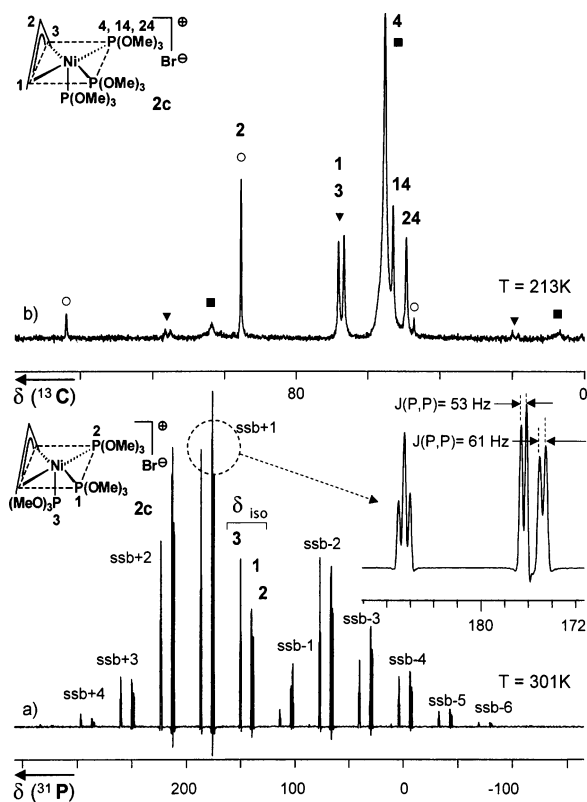 2
3
4, 14, 24
P(OMe)3
⊕
Ni
Br⊖
1
P(OMe)3
P(OMe)3
2c
4
■
2
○
1
3
▼
14
24
○
▼
■
○
▼
■
b)
T = 213K
80
0
δ (13C)
2
P(OMe)3
⊕
Ni
Br⊖
P(OMe)3
(MeO)3P
1
3
2c
ssb+1
J(P,P)= 53 Hz
J(P,P)= 61 Hz
δ iso
3
1
2
ssb+2
ssb-2
180
172
ssb+3
ssb-3
ssb-1
ssb-4
ssb+4
ssb-5
ssb-6
T = 301K
a)
200
100
0
-100
δ (31P)